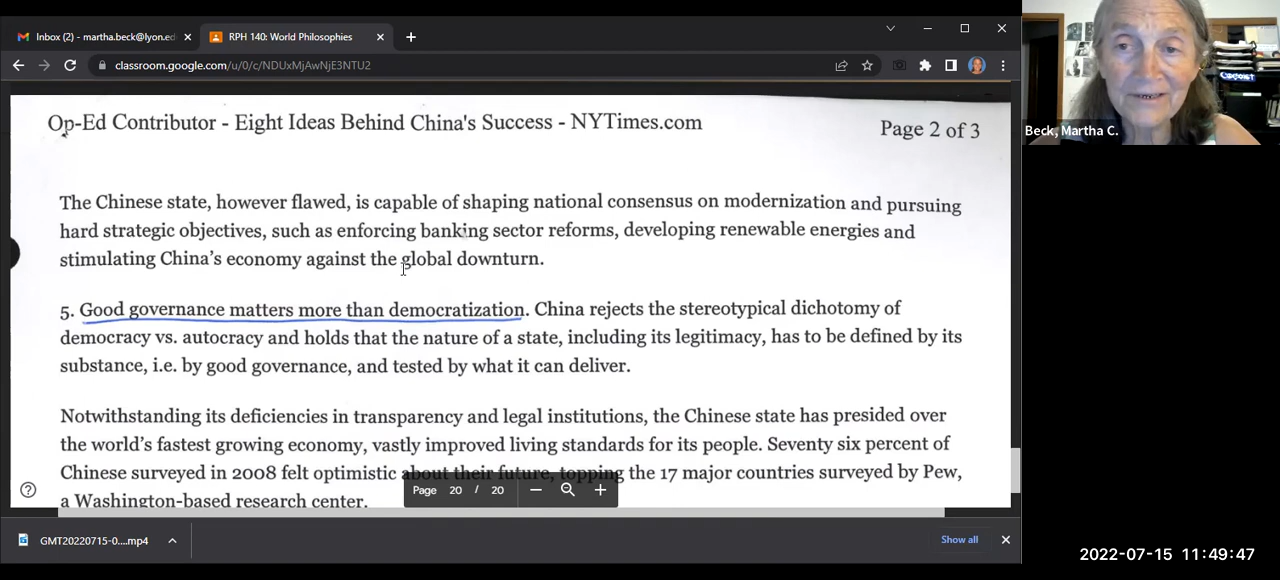 Inbox (2) - martha.beck@lyon.ed
RPH 140: World Philosophies
classroom.google.com/u/0/c/NDUxMjAwNjE3NTU2
Op-Ed Contributor - Eight Ideas Behind China's Success - NYTimes.com
Page 2 of 3
The Chinese state, however flawed, is capable of shaping national consensus on modernization and pursuing
hard strategic objectives, such as enforcing banking sector reforms, developing renewable energies and
stimulating China's economy against the global downturn.
5. Good governance matters more than democratization. China rejects the stereotypical dichotomy of
democracy vs. autocracy and holds that the nature of a state, including its legitimacy, has to be defined by its
substance, i.e. by good governance, and tested by what it can deliver.
Notwithstanding its deficiencies in transparency and legal institutions, the Chinese state has presided over
the world's fastest growing economy, vastly improved living standards for its people. Seventy six percent of
Chinese surveyed in 2008 felt optimistic about their future, topping the 17 major countries surveyed by Pew,
a Washington-based research center.
Page 20 / 20
GMT20220715-0....mp4
Show all
Beck, Martha C.
2022-07-15 11:49:47